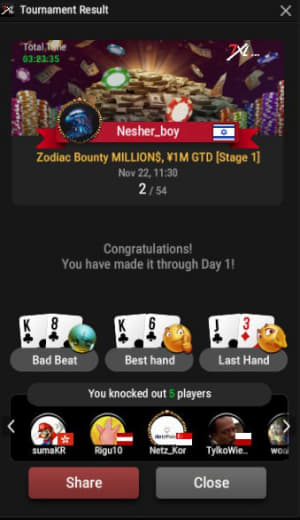 7XL Tournament Result
Total Time
03:23:35
7XL ...
Nesher_boy
Zodiac Bounty MILLION$, ¥1M GTD [Stage 1]
Nov 22, 11:30
2 / 54
Congratulations!
You have made it through Day 1!
K 8
K 6
J 3
Bad Beat
Best hand
Last Hand
You knocked out 5 players
sumaKR
Rigu10
Netz_Kor
TylkoWie..
Share
Close